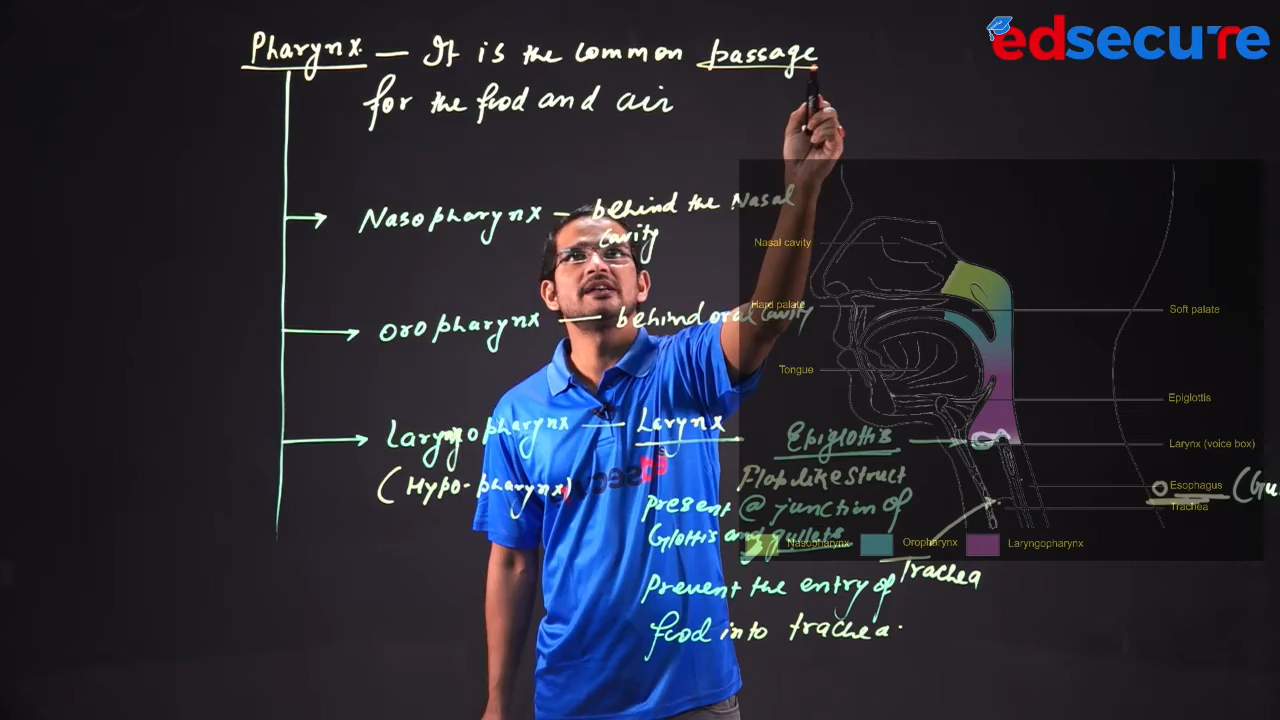 Pharynx. — It is the common passage
for the food and air
edsecure
Nasopharynx — behind the Nasal
cavity
Nasal cavity
Hard palate
Soft palate
oropharynx — behind oral cavity
Tongue
Epiglottis
Laryngopharynx — Larynx
(Hypo-pharynx)
Epiglottis
Larynx (voice box)
Flap like struct
Esophagus (Gu
Trachea
present @ junction of
Glottis and gullets
Nasopharynx Oropharynx Laryngopharynx
Trachea
Prevent the entry of
food into trachea.